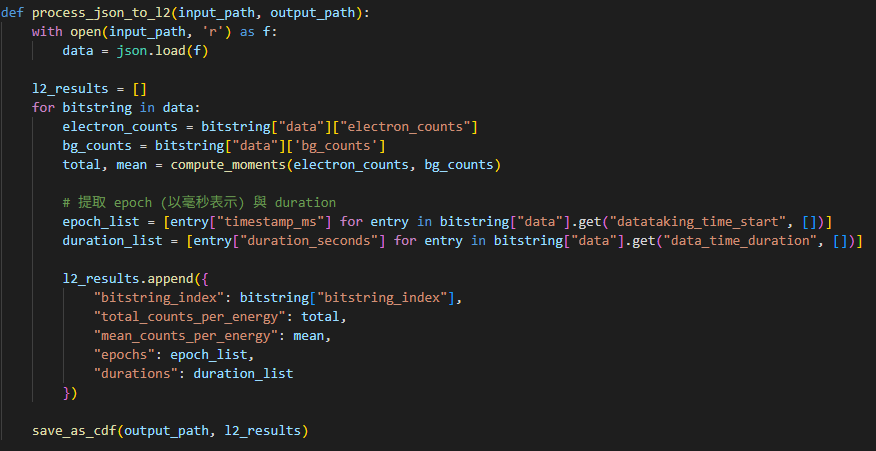 def process_json_to_l2(input_path, output_path):
    with open(input_path, 'r') as f:
        data = json.load(f)

    l2_results = []
    for bitstring in data:
        electron_counts = bitstring["data"]["electron_counts"]
        bg_counts = bitstring["data"]['bg_counts']
        total, mean = compute_moments(electron_counts, bg_counts)

        # 提取 epoch (以毫秒表示) 與 duration
        epoch_list = [entry["timestamp_ms"] for entry in bitstring["data"].get("datataking_time_start", [])]
        duration_list = [entry["duration_seconds"] for entry in bitstring["data"].get("data_time_duration", [])]

        l2_results.append({
            "bitstring_index": bitstring["bitstring_index"],
            "total_counts_per_energy": total,
            "mean_counts_per_energy": mean,
            "epochs": epoch_list,
            "durations": duration_list
        })

    save_as_cdf(output_path, l2_results)